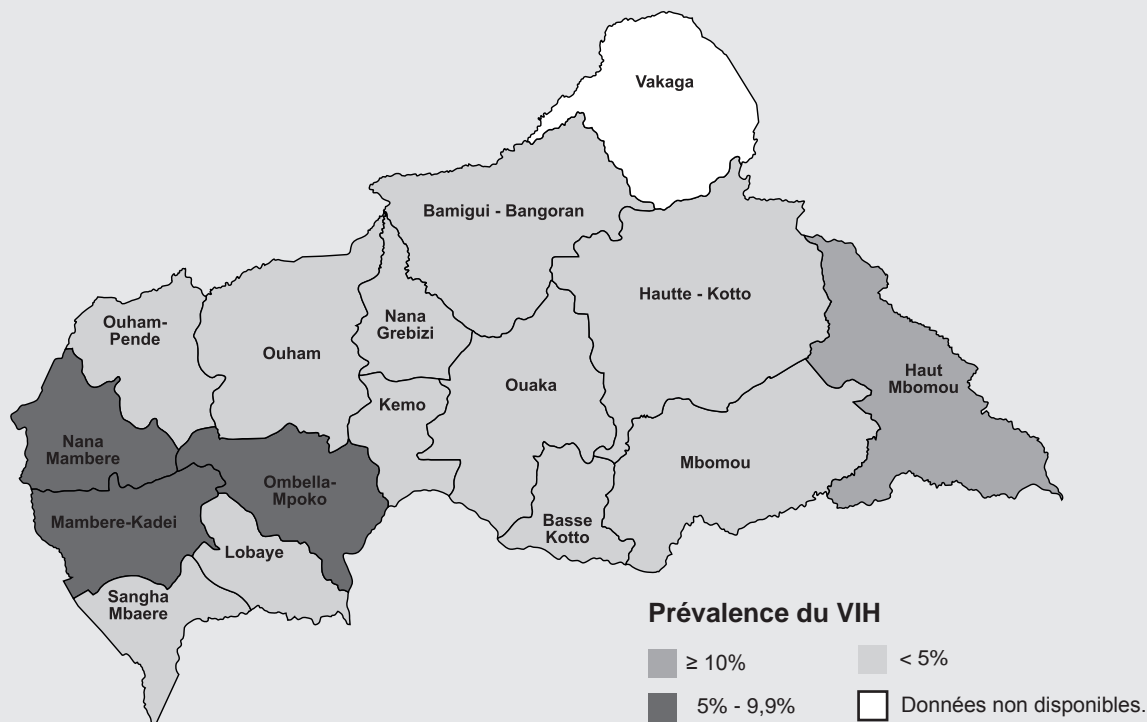 Vakaga
Bamigui - Bangoran
Hautte - Kotto
Ouham-
Pende
Nana
Grebizi
Ouham
Haut
Mbomou
Ouaka
Kemo
Nana
Mambere
Mbomou
Ombella-
Mpoko
Mambere-Kadei
Basse
Kotto
Lobaye
Sangha
Mbaere
Prévalence du VIH
≥ 10%
< 5%
5% - 9,9%
Données non disponibles.